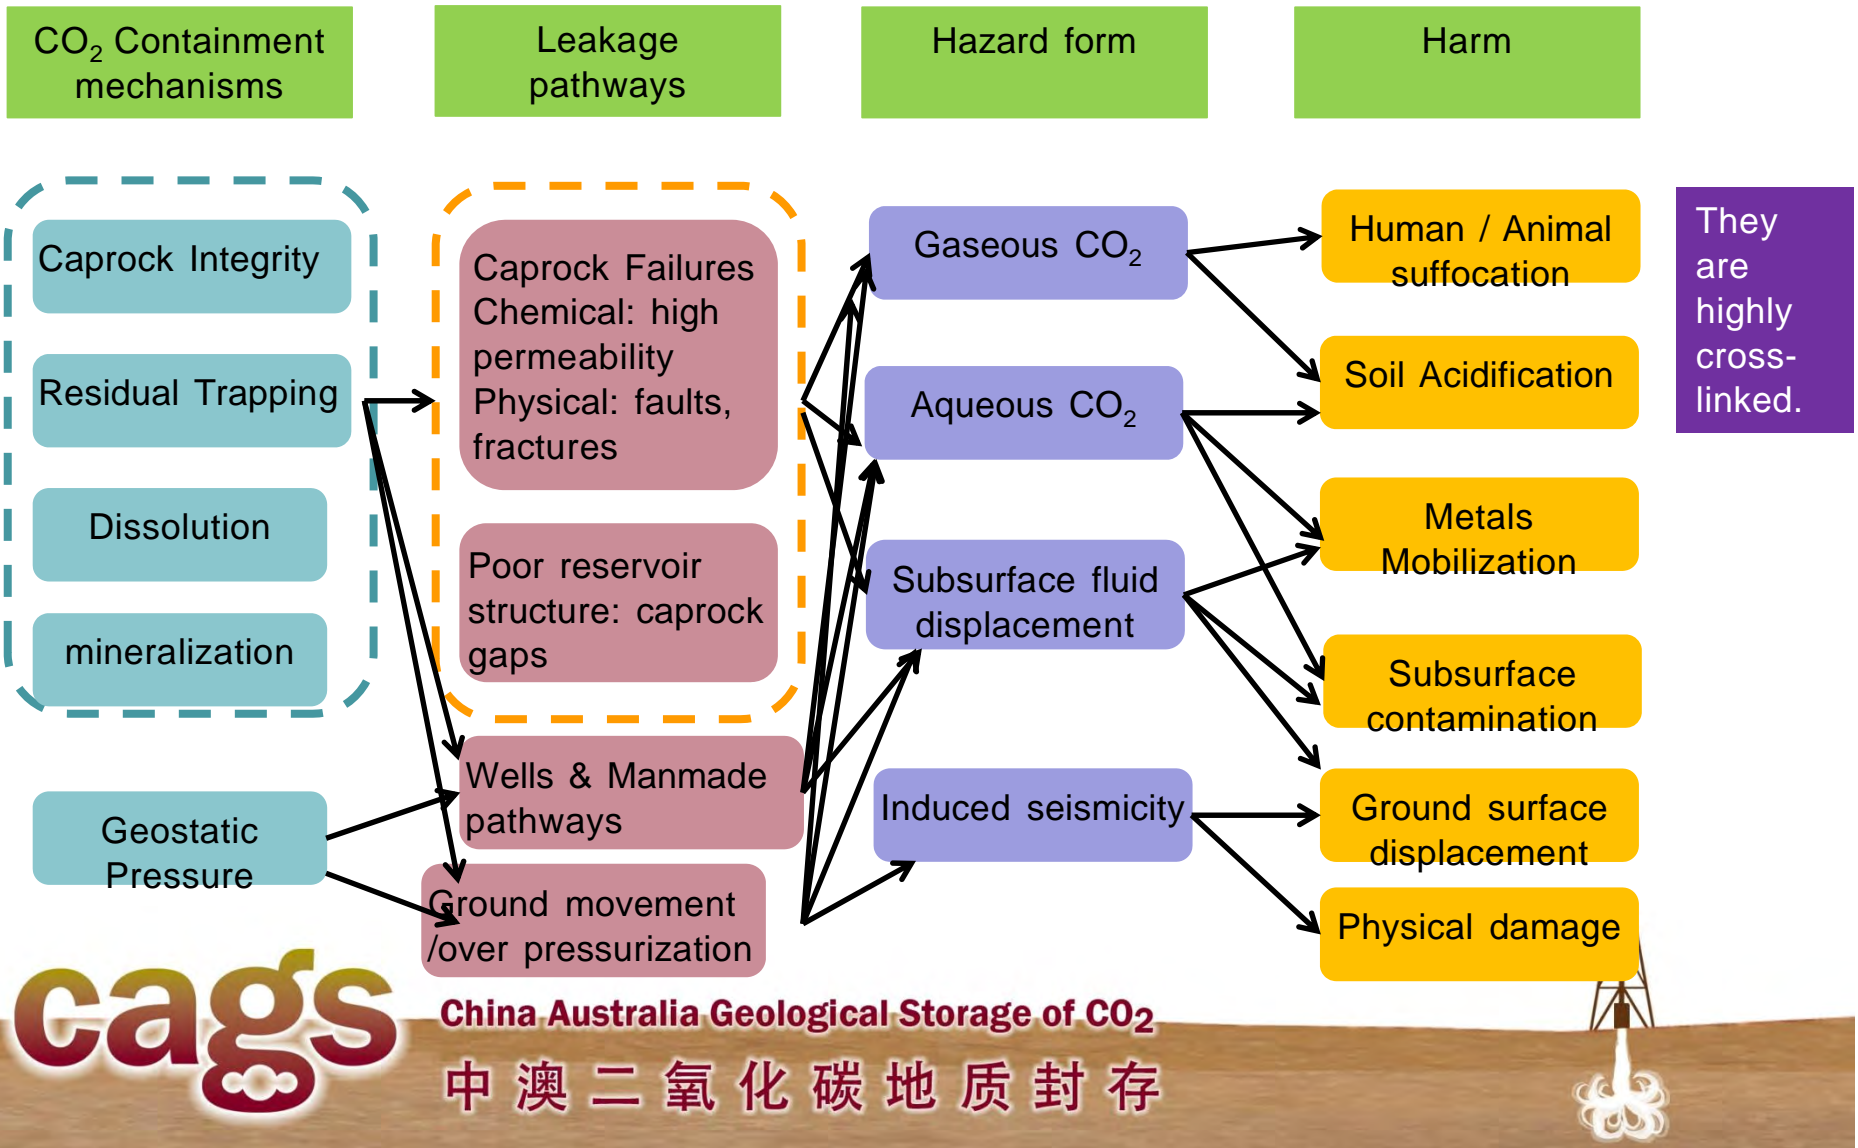 CO₂ Containment
mechanisms
Leakage
pathways
Hazard form
Harm
Caprock Integrity
Residual Trapping
Dissolution
mineralization
Geostatic
Pressure
Caprock Failures
Chemical: high
permeability
Physical: faults,
fractures
Poor reservoir
structure: caprock
gaps
Wells & Manmade
pathways
Ground movement
/over pressurization
Gaseous CO₂
Aqueous CO₂
Subsurface fluid
displacement
Induced seismicity
Human / Animal
suffocation
Soil Acidification
Metals
Mobilization
Subsurface
contamination
Ground surface
displacement
Physical damage
They
are
highly
cross-
linked.
cags
China Australia Geological Storage of CO₂
中澳二氧化碳地质封存